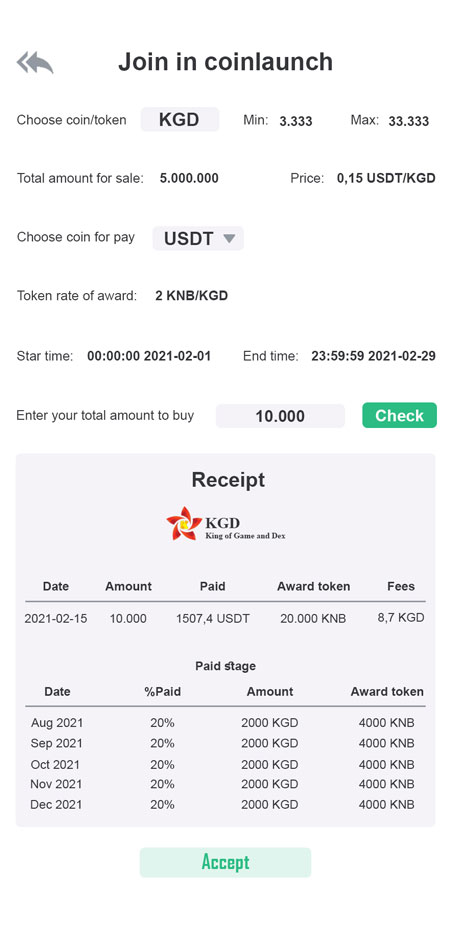 Join in coinlaunch
Choose coin/token KGD Min: 3.333 Max: 33.333
Total amount for sale: 5.000.000 Price: 0,15 USDT/KGD
Choose coin for pay USDT
Token rate of award: 2 KNB/KGD
Star time: 00:00:00 2021-02-01 End time: 23:59:59 2021-02-29
Enter your total amount to buy 10.000 Check
Receipt
KGD
King of Game and Dex
Date Amount Paid Award token Fees
2021-02-15 10.000 1507,4 USDT 20.000 KNB 8,7 KGD
Paid stage
Date %Paid Amount Award token
Aug 2021 20% 2000 KGD 4000 KNB
Sep 2021 20% 2000 KGD 4000 KNB
Oct 2021 20% 2000 KGD 4000 KNB
Nov 2021 20% 2000 KGD 4000 KNB
Dec 2021 20% 2000 KGD 4000 KNB
Accept